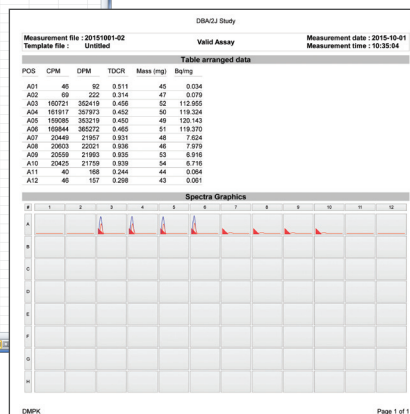 DBA/2J Study
Measurement file : 20151001-02 Valid Assay Measurement date : 2015-10-01
Template file : Untitled Measurement time : 10:35:04
Table arranged data
POS CPM DPM TDCR Mass (mg) Bq/mg
A01 46 92 0.511 45 0.034
A02 69 222 0.314 47 0.079
A03 160721 352419 0.456 52 112.955
A04 161917 357973 0.452 50 119.324
A05 159085 353219 0.450 49 120.143
A06 169844 365272 0.465 51 119.370
A07 20449 21957 0.931 48 7.624
A08 20603 22021 0.936 46 7.979
A09 20559 21993 0.935 53 6.916
A10 20425 21759 0.939 54 6.716
A11 40 168 0.244 44 0.064
A12 46 157 0.298 43 0.061
Spectra Graphics
# 1 2 3 4 5 6 7 8 9 10 11 12
A
B
C
D
E
F
G
H
DMPK Page 1 of 1